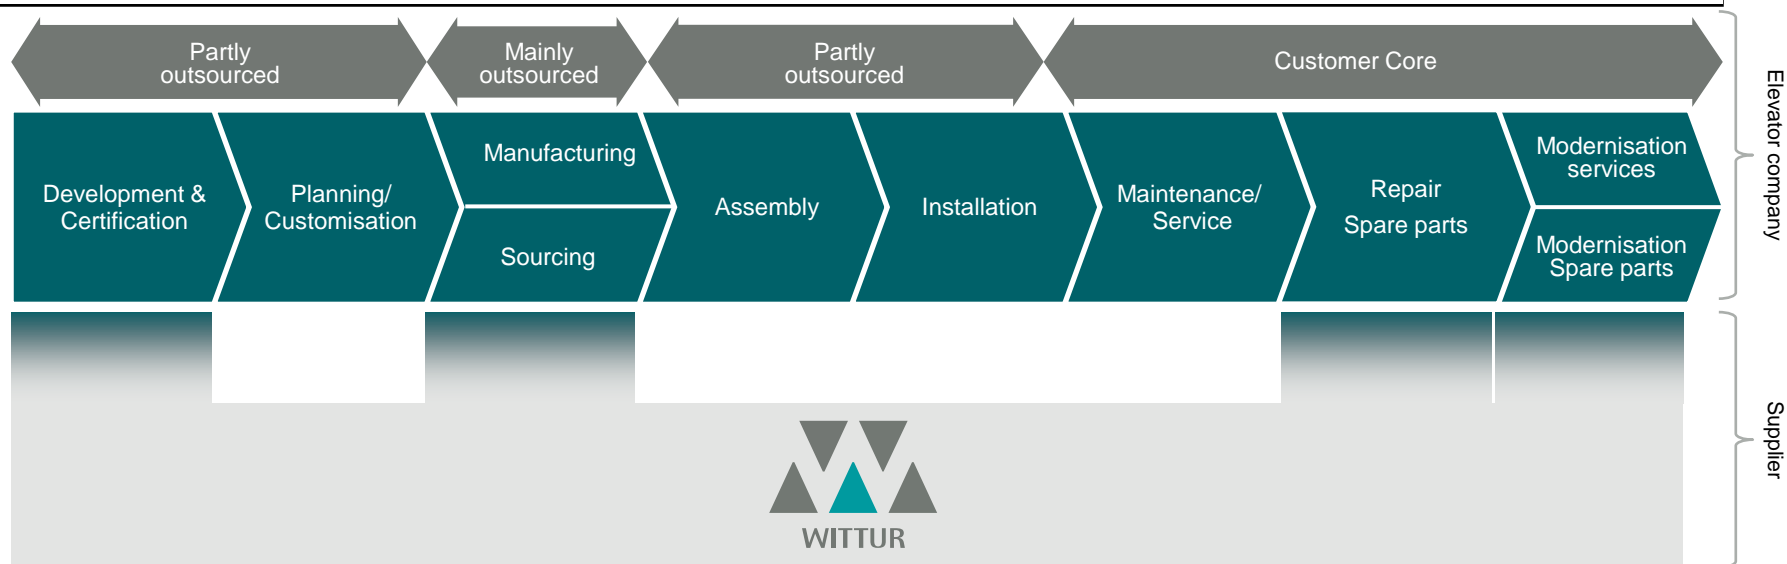 Partly
outsourced
Mainly
outsourced
Partly
outsourced
Customer Core
Development &
Certification
Planning/
Customisation
Manufacturing
Sourcing
Assembly
Installation
Maintenance/
Service
Repair
Spare parts
Modernisation
services
Modernisation
Spare parts
Elevator company
Supplier
WITTUR